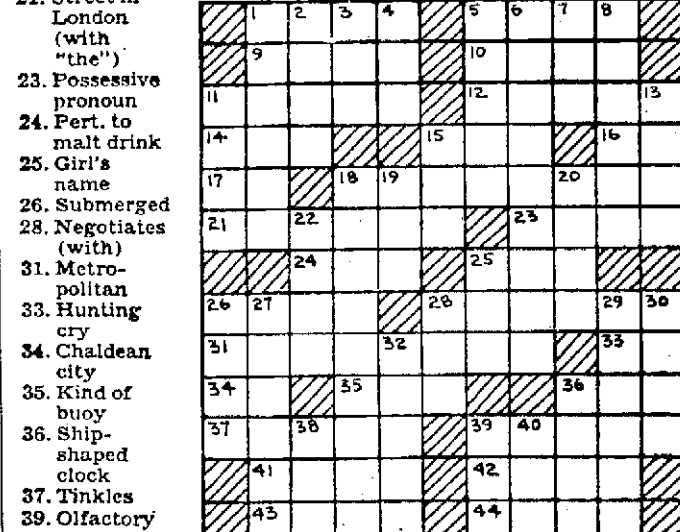 21. Street in
London
(with
"the")
23. Possessive
pronoun
24. Pert. to
malt drink
25. Girl's
name
26. Submerged
28. Negotiates
(with)
31. Metro-
politan
33. Hunting
cry
34. Chaldean
city
35. Kind of
buoy
36. Ship-
shaped
clock
37. Tinkles
39. Olfactory
1 2 3 4 5 6 7 8
9 10
11 12 13
14 15 16
17 18 19 20
21 22 23
24 25
26 27 28 29 30
31 32 33
34 35 36
37 38 39 40
41 42
43 44